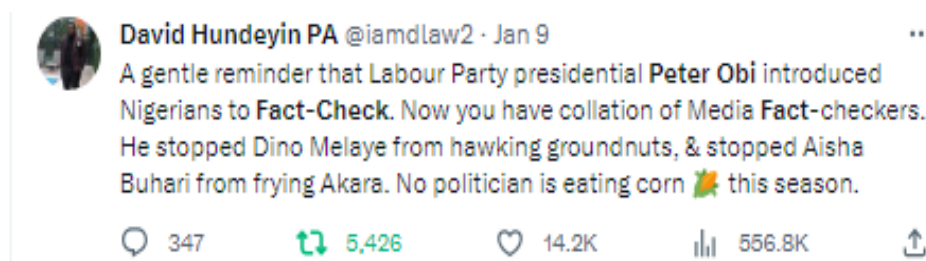 David Hundeyin PA @iamdlaw2 · Jan 9
A gentle reminder that Labour Party presidential Peter Obi introduced
Nigerians to Fact-Check. Now you have collation of Media Fact-checkers.
He stopped Dino Melaye from hawking groundnuts, & stopped Aisha
Buhari from frying Akara. No politician is eating corn 🌽 this season.
347 5,426 14.2K 556.8K